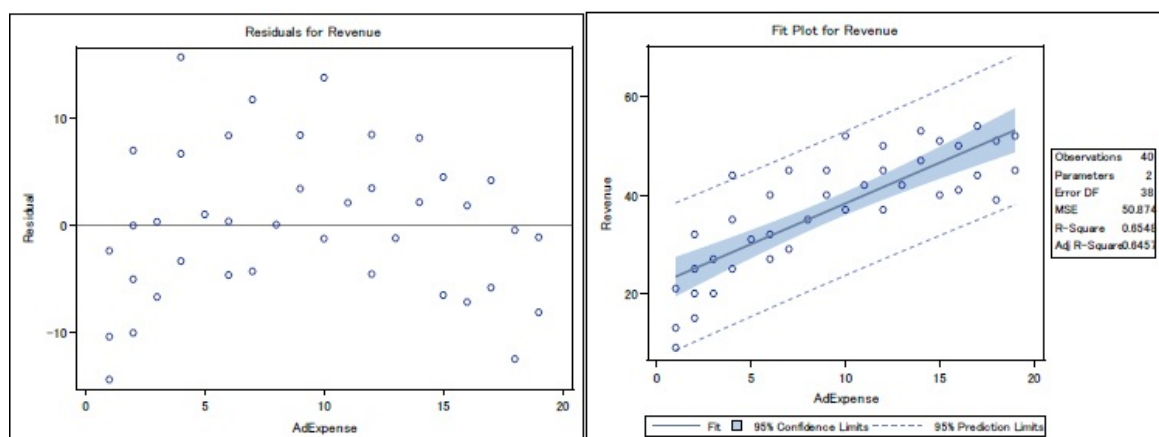 Residuals for Revenue
10
0
-10
Residual
0 5 10 15 20
AdExpense
Fit Plot for Revenue
60
40
20
Revenue
0 5 10 15 20
AdExpense
Fit 95% Confidence Limits 95% Prediction Limits
Observations 40
Parameters 2
Error DF 38
MSE 50.874
R-Square 0.6548
Adj R-Square 0.6457